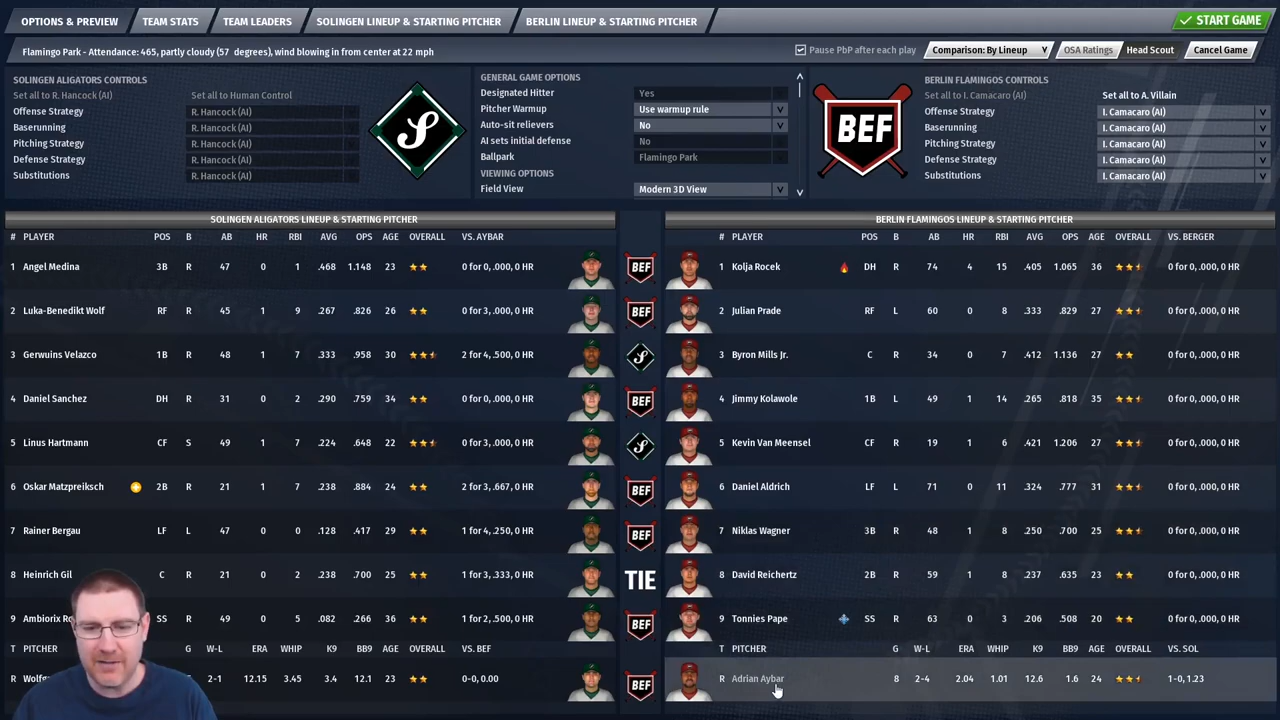 OPTIONS & PREVIEW TEAM STATS TEAM LEADERS SOLINGEN LINEUP & STARTING PITCHER BERLIN LINEUP & STARTING PITCHER START GAME
Flamingo Park - Attendance: 465, partly cloudy (57 degrees), wind blowing in from center at 22 mph Pause PbP after each play Comparison: By Lineup OSA Ratings Head Scout Cancel Game
SOLINGEN ALIGATORS CONTROLS
Set all to R. Hancock (AI) Set all to Human Control
Offense Strategy R. Hancock (AI)
Baserunning R. Hancock (AI)
Pitching Strategy R. Hancock (AI)
Defense Strategy R. Hancock (AI)
Substitutions R. Hancock (AI)
S
GENERAL GAME OPTIONS
Designated Hitter Yes
Pitcher Warmup Use warmup rule
Auto-sit relievers No
AI sets initial defense No
Ballpark Flamingo Park
VIEWING OPTIONS
Field View Modern 3D View
BEF
BERLIN FLAMINGOS CONTROLS
Set all to I. Camacaro (AI) Set all to A. Villain
Offense Strategy I. Camacaro (AI)
Baserunning I. Camacaro (AI)
Pitching Strategy I. Camacaro (AI)
Defense Strategy I. Camacaro (AI)
Substitutions I. Camacaro (AI)
SOLINGEN ALIGATORS LINEUP & STARTING PITCHER
# PLAYER POS B AB HR RBI AVG OPS AGE OVERALL VS. AYBAR
1 Angel Medina 3B R 47 0 1 .468 1.148 23 0 for 0, .000, 0 HR
2 Luka-Benedikt Wolf RF R 45 1 9 .267 .826 26 0 for 3, .000, 0 HR
3 Gerwuins Velazco 1B R 48 1 7 .333 .958 30 2 for 4, .500, 0 HR
4 Daniel Sanchez DH R 31 0 2 .290 .759 34 0 for 0, .000, 0 HR
5 Linus Hartmann CF S 49 1 7 .224 .648 22 0 for 3, .000, 0 HR
6 Oskar Matzpreiksch 2B R 21 1 7 .238 .884 24 2 for 3, .667, 0 HR
7 Rainer Bergau LF L 47 0 0 .128 .417 29 1 for 4, .250, 0 HR
8 Heinrich Gil C R 21 0 2 .238 .700 25 1 for 3, .333, 0 HR
9 Ambiorix SS R 49 0 5 .082 .266 36 1 for 2, .500, 0 HR
T PITCHER G W-L ERA WHIP K9 BB9 AGE OVERALL VS. BEF
R 2-1 12.15 3.45 3.4 12.1 23 0-0, 0.00
BEF
BEF
S
BEF
S
BEF
BEF
TIE
BEF
BEF
BERLIN FLAMINGOS LINEUP & STARTING PITCHER
# PLAYER POS B AB HR RBI AVG OPS AGE OVERALL VS. BERGER
1 Kolja Rocek DH R 74 4 15 .405 1.065 36 0 for 0, .000, 0 HR
2 Julian Prade RF L 60 0 8 .333 .829 27 0 for 0, .000, 0 HR
3 Byron Mills Jr. C R 34 0 7 .412 1.136 27 0 for 0, .000, 0 HR
4 Jimmy Kolawole 1B L 49 1 14 .265 .818 35 0 for 0, .000, 0 HR
5 Kevin Van Meensel CF R 19 1 6 .421 1.206 27 0 for 0, .000, 0 HR
6 Daniel Aldrich LF L 71 0 11 .324 .777 31 0 for 0, .000, 0 HR
7 Niklas Wagner 3B R 48 1 8 .250 .700 25 0 for 0, .000, 0 HR
8 David Reichertz 2B R 59 1 8 .237 .635 23 0 for 0, .000, 0 HR
9 Tonnies Pape SS R 63 0 3 .206 .508 20 0 for 0, .000, 0 HR
T PITCHER G W-L ERA WHIP K9 BB9 AGE OVERALL VS. SOL
R Adrian Aybar 8 2-4 2.04 1.01 12.6 1.6 24 1-0, 1.23